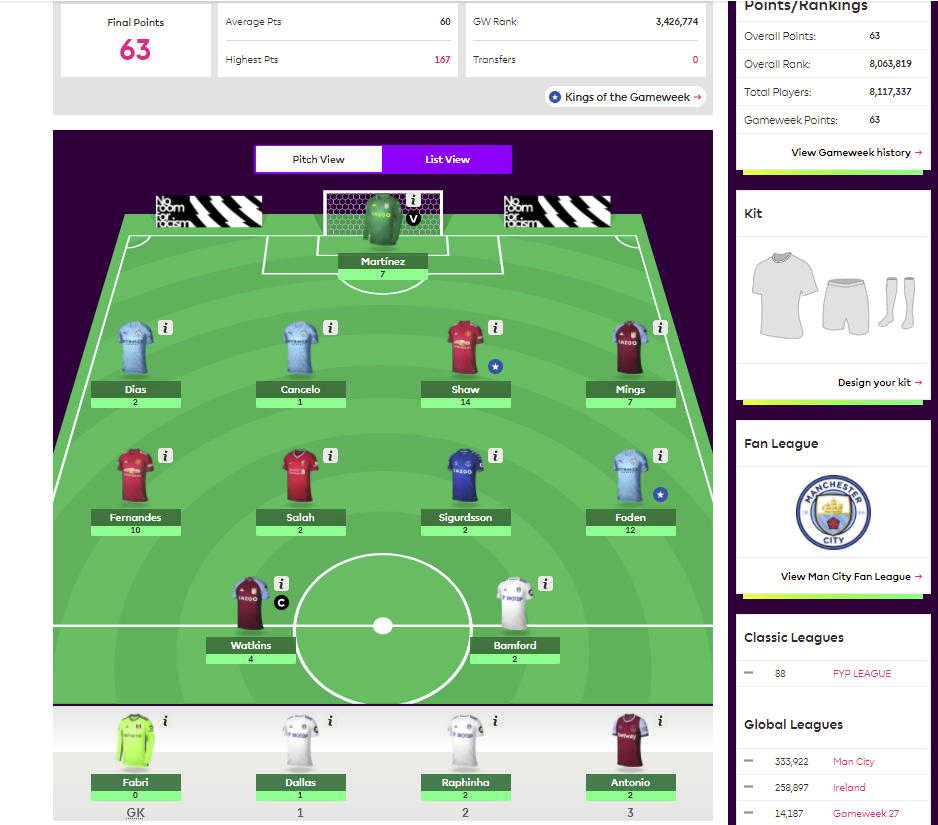 Final Points
63
Average Pts 60
Highest Pts 167
GW Rank 3,426,774
Transfers 0
Kings of the Gameweek →
Pitch View List View
No room for racism
No room for racism
V
Martínez
7
Dias Cancelo Shaw Mings
2 1 14 7
Fernandes Salah Sigurdsson Foden
10 2 2 12
C
Watkins Bamford
4 2
Fabri Dallas Raphinha Antonio
0 1 2 2
GK 1 2 3
Points/Rankings
Overall Points: 63
Overall Rank: 8,063,819
Total Players: 8,117,337
Gameweek Points: 63
View Gameweek history →
Kit
Design your kit →
Fan League
MANCHESTER
18 94
CITY
View Man City Fan League →
Classic Leagues
88 FYP LEAGUE
Global Leagues
333,922 Man City
258,897 Ireland
14,187 Gameweek 27